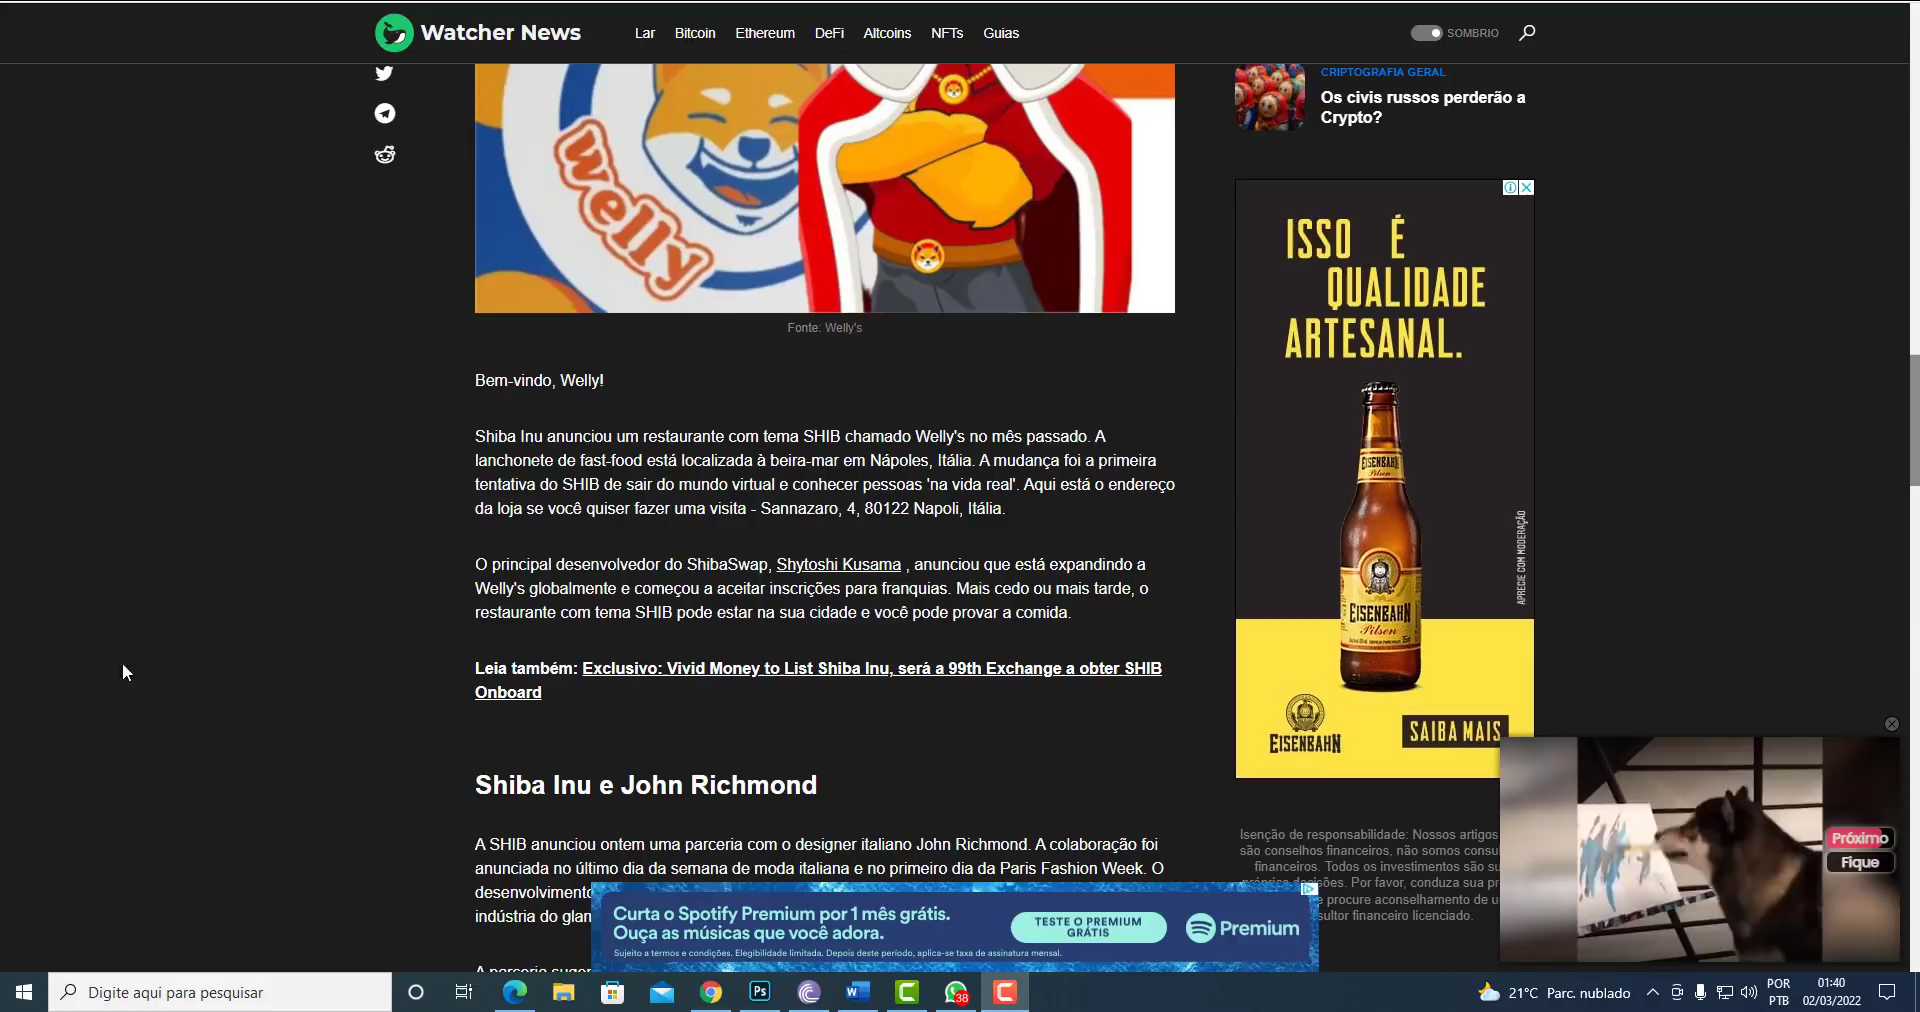 Watcher News
Lar
Bitcoin
Ethereum
DeFi
Altcoins
NFTs
Guias
SOMBRIO
welly
Fonte: Welly's
Bem-vindo, Welly!
Shiba Inu anunciou um restaurante com tema SHIB chamado Welly's no mês passado. A
lanchonete de fast-food está localizada à beira-mar em Nápoles, Itália. A mudança foi a primeira
tentativa do SHIB de sair do mundo virtual e conhecer pessoas 'na vida real'. Aqui está o endereço
da loja se você quiser fazer uma visita - Sannazaro, 4, 80122 Napoli, Itália.
O principal desenvolvedor do ShibaSwap, Shytoshi Kusama , anunciou que está expandindo a
Welly's globalmente e começou a aceitar inscrições para franquias. Mais cedo ou mais tarde, o
restaurante com tema SHIB pode estar na sua cidade e você pode provar a comida.
Leia também: Exclusivo: Vivid Money to List Shiba Inu, será a 99th Exchange a obter SHIB
Onboard
Shiba Inu e John Richmond
A SHIB anunciou ontem uma parceria com o designer italiano John Richmond. A colaboração foi
anunciada no último dia da semana de moda italiana e no primeiro dia da Paris Fashion Week. O
desenvolvimento
indústria do glam
CRIPTOGRAFIA GERAL
Os civis russos perderão a
Crypto?
ISSO É
QUALIDADE
ARTESANAL.
EISENBAHN
Pilsen
EISENBAHN
Pilsen
APRECIE COM MODERAÇÃO
EISENBAHN
SAIBA MAIS
Isenção de responsabilidade: Nossos artigos
são conselhos financeiros, não somos consul
financeiros. Todos os investimentos são su
decisões. Por favor, conduza sua pr
e procure aconselhamento de u
sultor financeiro licenciado.
Próximo
Fique
Curta o Spotify Premium por 1 mês grátis.
Ouça as músicas que você adora.
Sujeito a termos e condições. Elegibilidade limitada. Depois deste período, aplica-se taxa de assinatura mensal.
TESTE O PREMIUM
GRÁTIS
Premium
Digite aqui para pesquisar
Ps
38
21°C Parc. nublado
POR
PTB
01:40
02/03/2022